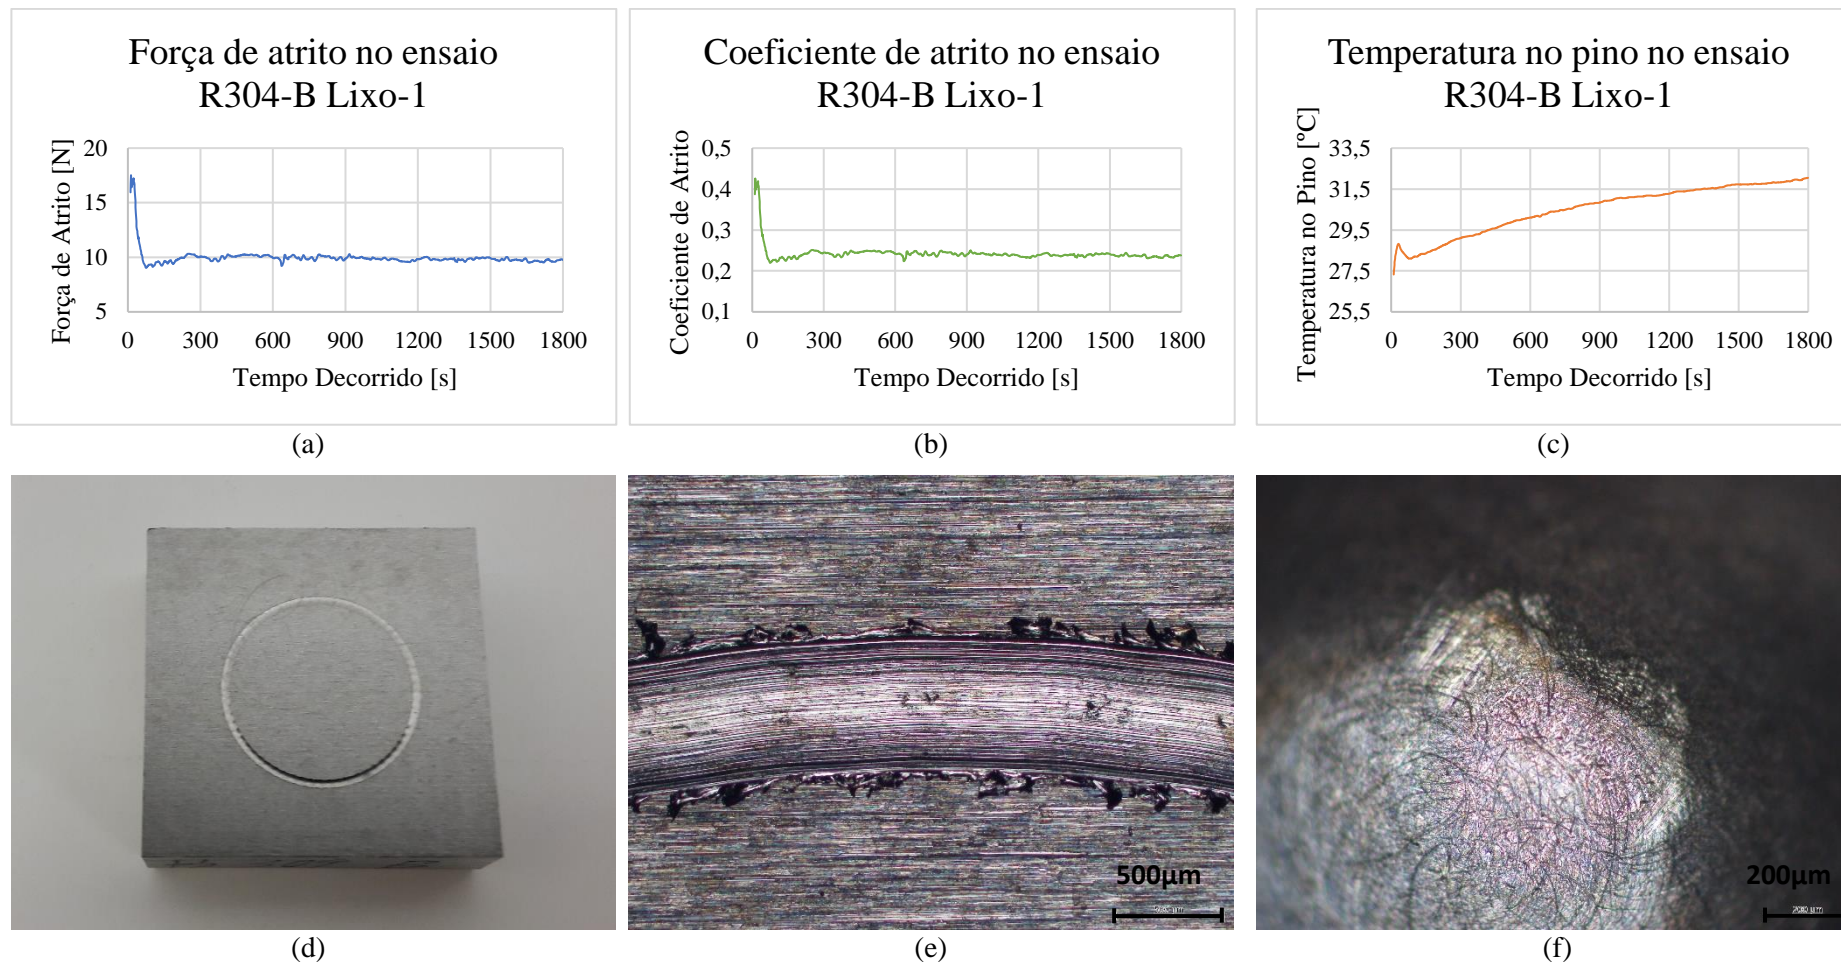 Força de atrito no ensaio
R304-B Lixo-1
Força de Atrito [N]
20
15
10
5
0 300 600 900 1200 1500 1800
Tempo Decorrido [s]
(a)
Coeficiente de atrito no ensaio
R304-B Lixo-1
Coeficiente de Atrito
0,5
0,4
0,3
0,2
0,1
0 300 600 900 1200 1500 1800
Tempo Decorrido [s]
(b)
Temperatura no pino no ensaio
R304-B Lixo-1
Temperatura no Pino [°C]
33,5
31,5
29,5
27,5
25,5
0 300 600 900 1200 1500 1800
Tempo Decorrido [s]
(c)
(d)
500µm
(e)
200µm
200 µm
(f)